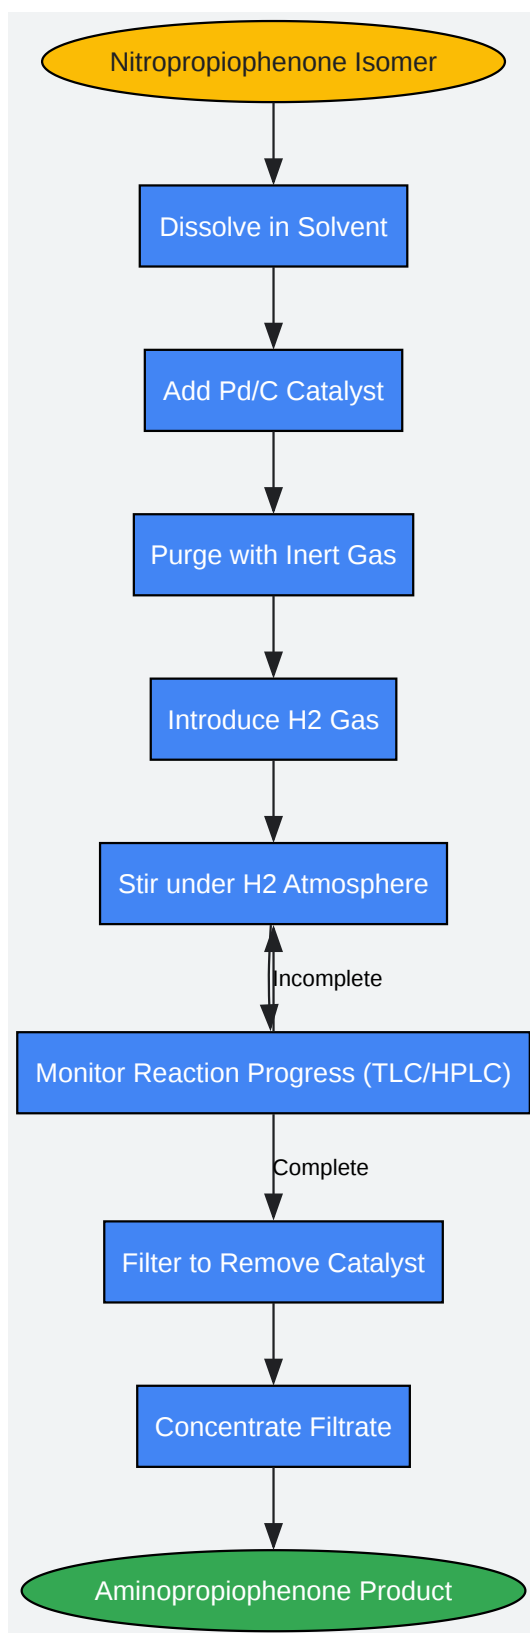 Nitropropiophenone Isomer
Dissolve in Solvent
Add Pd/C Catalyst
Purge with Inert Gas
Introduce H2 Gas
Stir under H2 Atmosphere
Incomplete
Monitor Reaction Progress (TLC/HPLC)
Complete
Filter to Remove Catalyst
Concentrate Filtrate
Aminopropiophenone Product